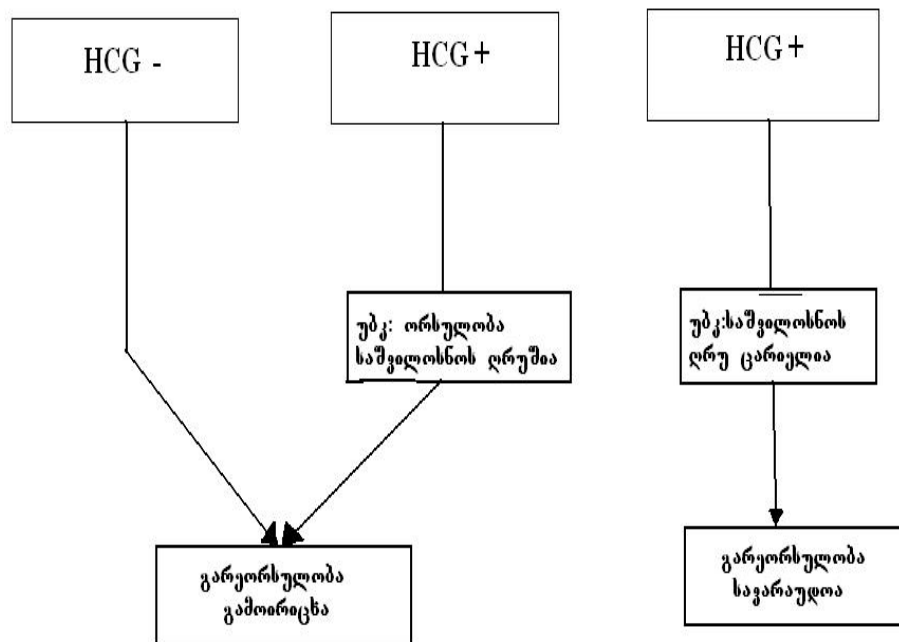 HCG -
HCG+
HCG+
უბკ: ორსულობა
საშვილოსნოს ღრუშია
უბკ:საშვილოსნოს
ღრუ ცარიელია
გარეორსულობა
გამოირიცხა
გარეორსულობა
სავარაუდოა